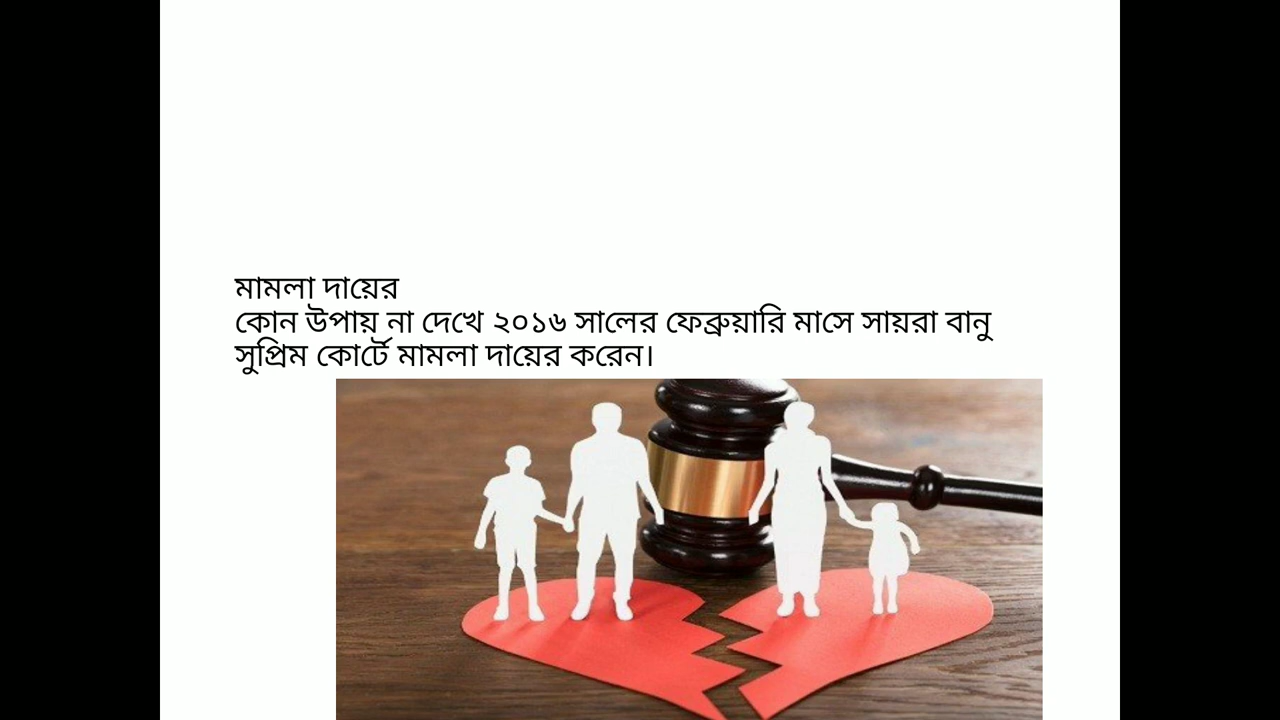 মামলা দায়ের
কোন উপায় না দেখে ২০১৬ সালের ফেব্রুয়ারি মাসে সায়রা বানু
সুপ্রিম কোর্টে মামলা দায়ের করেন।